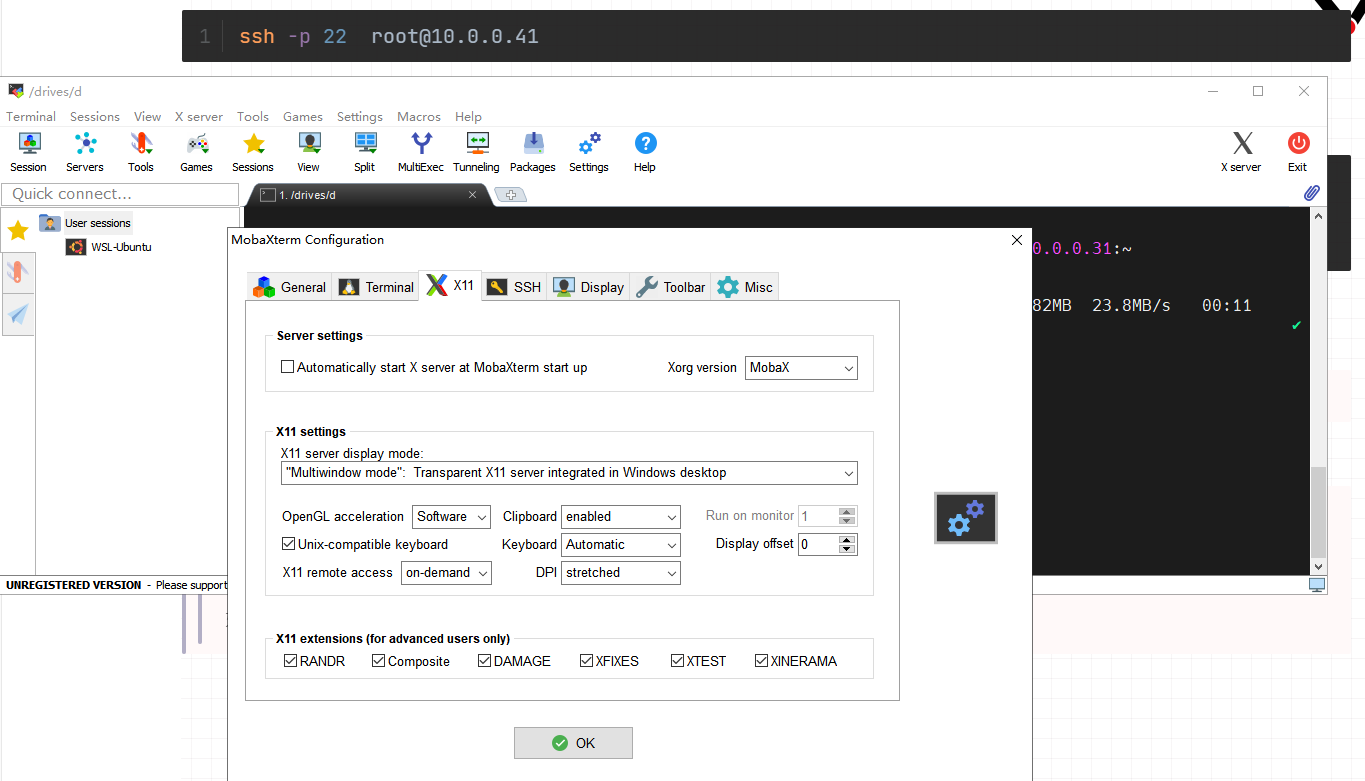 1 ssh -p 22 root@10.0.0.41
/drives/d
Terminal Sessions View X server Tools Games Settings Macros Help
Session Servers Tools Games Sessions View Split MultiExec Tunneling Packages Settings Help X server Exit
Quick connect...
1. /drives/d
User sessions
WSL-Ubuntu
MobaXterm Configuration
0.0.0.31:~
General Terminal X11 SSH Display Toolbar Misc
82MB 23.8MB/s 00:11
Server settings
Automatically start X server at MobaXterm start up
Xorg version MobaX
X11 settings
X11 server display mode:
"Multiwindow mode": Transparent X11 server integrated in Windows desktop
OpenGL acceleration Software Clipboard enabled Run on monitor 1
Unix-compatible keyboard Keyboard Automatic Display offset 0
X11 remote access on-demand DPI stretched
UNREGISTERED VERSION - Please support
X11 extensions (for advanced users only)
RANDR Composite DAMAGE XFIXES XTEST XINERAMA
OK